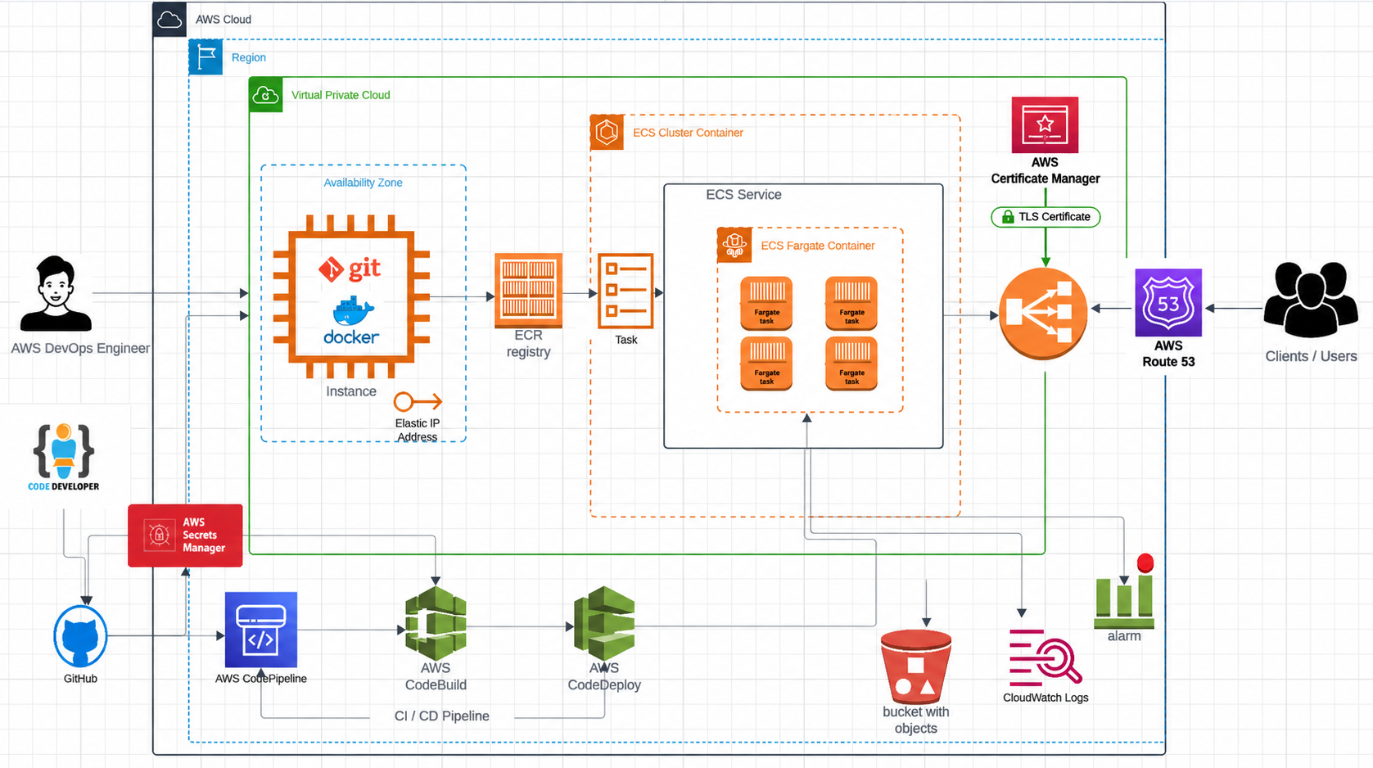 AWS Cloud
Region
Virtual Private Cloud
ECS Cluster Container
AWS
Certificate Manager
TLS Certificate
Availability Zone
ECS Service
ECS Fargate Container
git
docker
Instance
Elastic IP
Address
ECR
registry
Task
Fargate
task
Fargate
task
Fargate
task
Fargate
task
53
AWS
Route 53
Clients / Users
AWS DevOps Engineer
CODE DEVELOPER
AWS
Secrets
Manager
GitHub
AWS CodePipeline
AWS
CodeBuild
AWS
CodeDeploy
CI / CD Pipeline
bucket with
objects
CloudWatch Logs
alarm